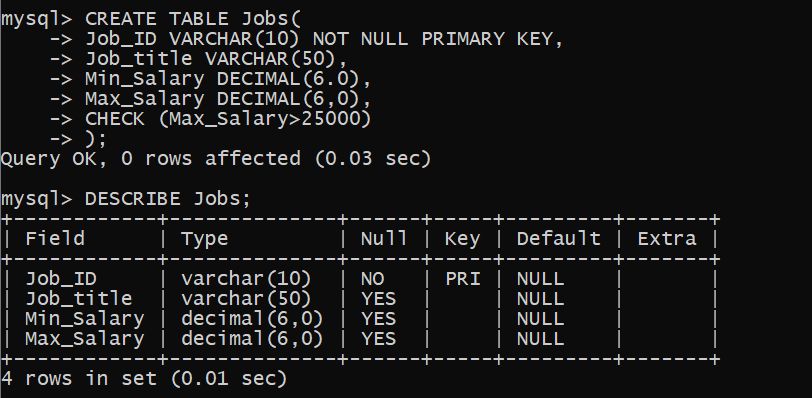 mysql> CREATE TABLE Jobs(
    -> Job_ID VARCHAR(10) NOT NULL PRIMARY KEY,
    -> Job_title VARCHAR(50),
    -> Min_Salary DECIMAL(6.0),
    -> Max_Salary DECIMAL(6,0),
    -> CHECK (Max_Salary>25000)
    -> );
Query OK, 0 rows affected (0.03 sec)

mysql> DESCRIBE Jobs;
+------------+-------------+------+-----+---------+-------+
| Field      | Type        | Null | Key | Default | Extra |
+------------+-------------+------+-----+---------+-------+
| Job_ID     | varchar(10) | NO   | PRI | NULL    |       |
| Job_title  | varchar(50) | YES  |     | NULL    |       |
| Min_Salary | decimal(6,0) | YES  |     | NULL    |       |
| Max_Salary | decimal(6,0) | YES  |     | NULL    |       |
+------------+-------------+------+-----+---------+-------+
4 rows in set (0.01 sec)